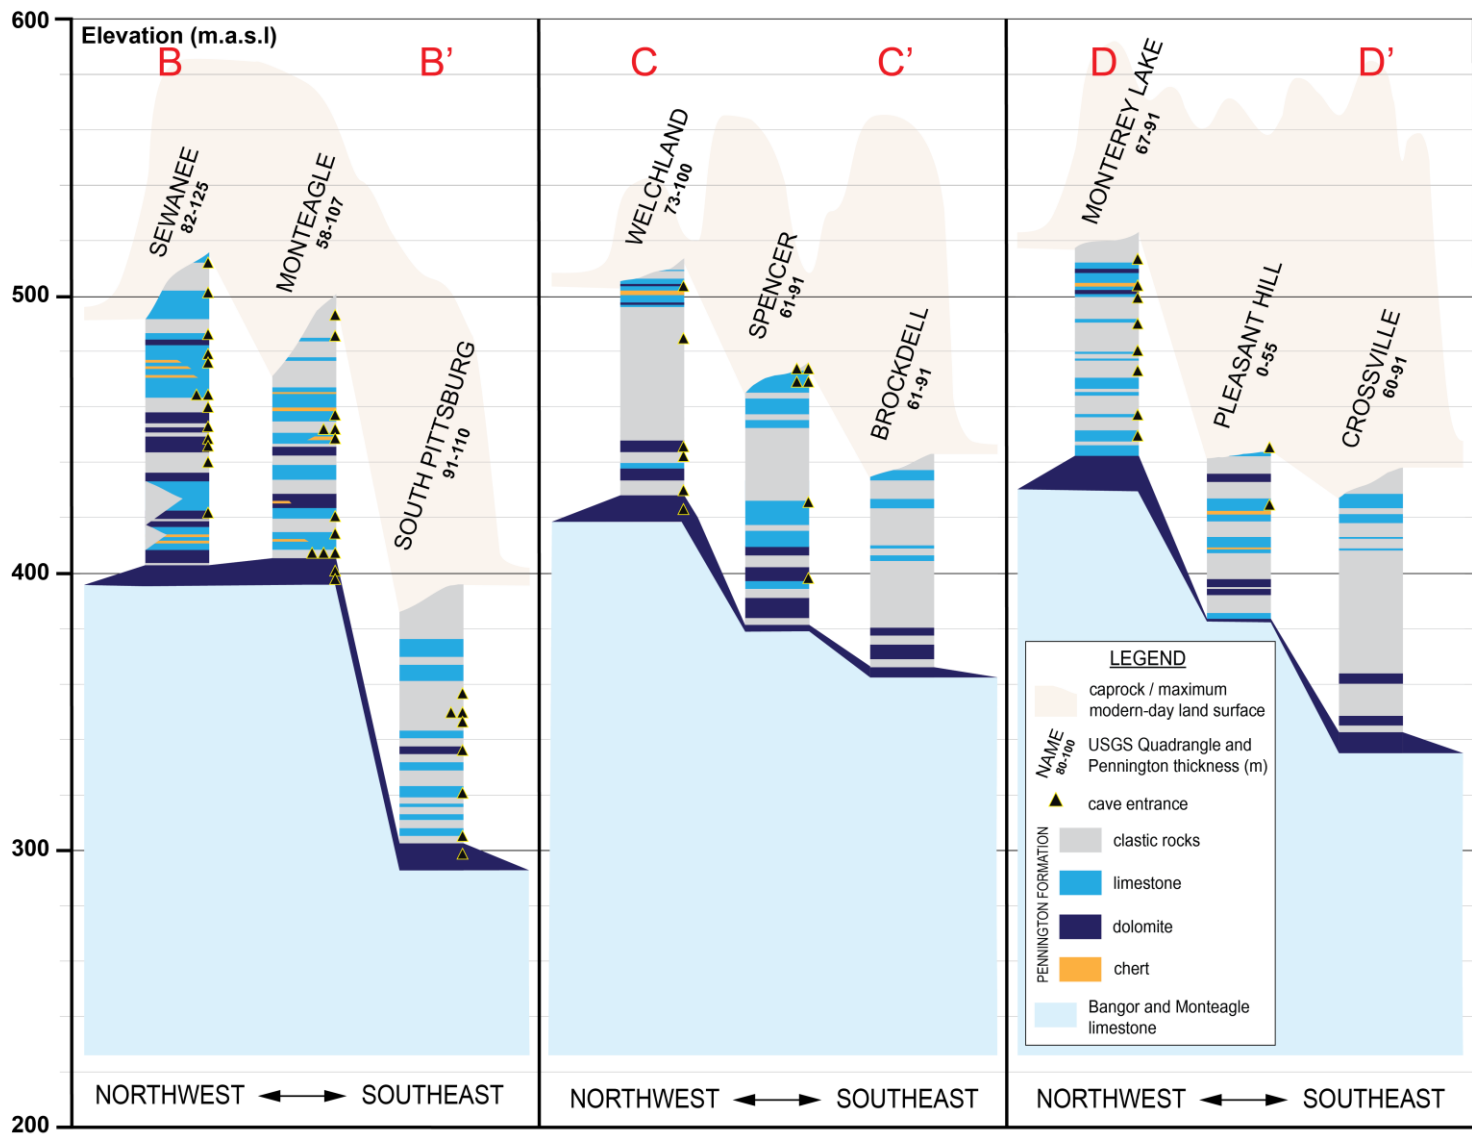 600
Elevation (m.a.s.l)
B
B'
C
C'
D
D'
SEWANEE
82-125
MONTEAGLE
58-107
SOUTH PITTSBURG
91-110
WELCHLAND
73-100
SPENCER
61-91
BROCKDELL
61-91
MONTEREY LAKE
67-91
PLEASANT HILL
0-55
CROSSVILLE
60-91
500
400
300
200
LEGEND
caprock / maximum
modern-day land surface
NAME
80-100
USGS Quadrangle and
Pennington thickness (m)
cave entrance
PENNINGTON FORMATION
clastic rocks
limestone
dolomite
chert
Bangor and Monteagle
limestone
NORTHWEST
SOUTHEAST
NORTHWEST
SOUTHEAST
NORTHWEST
SOUTHEAST